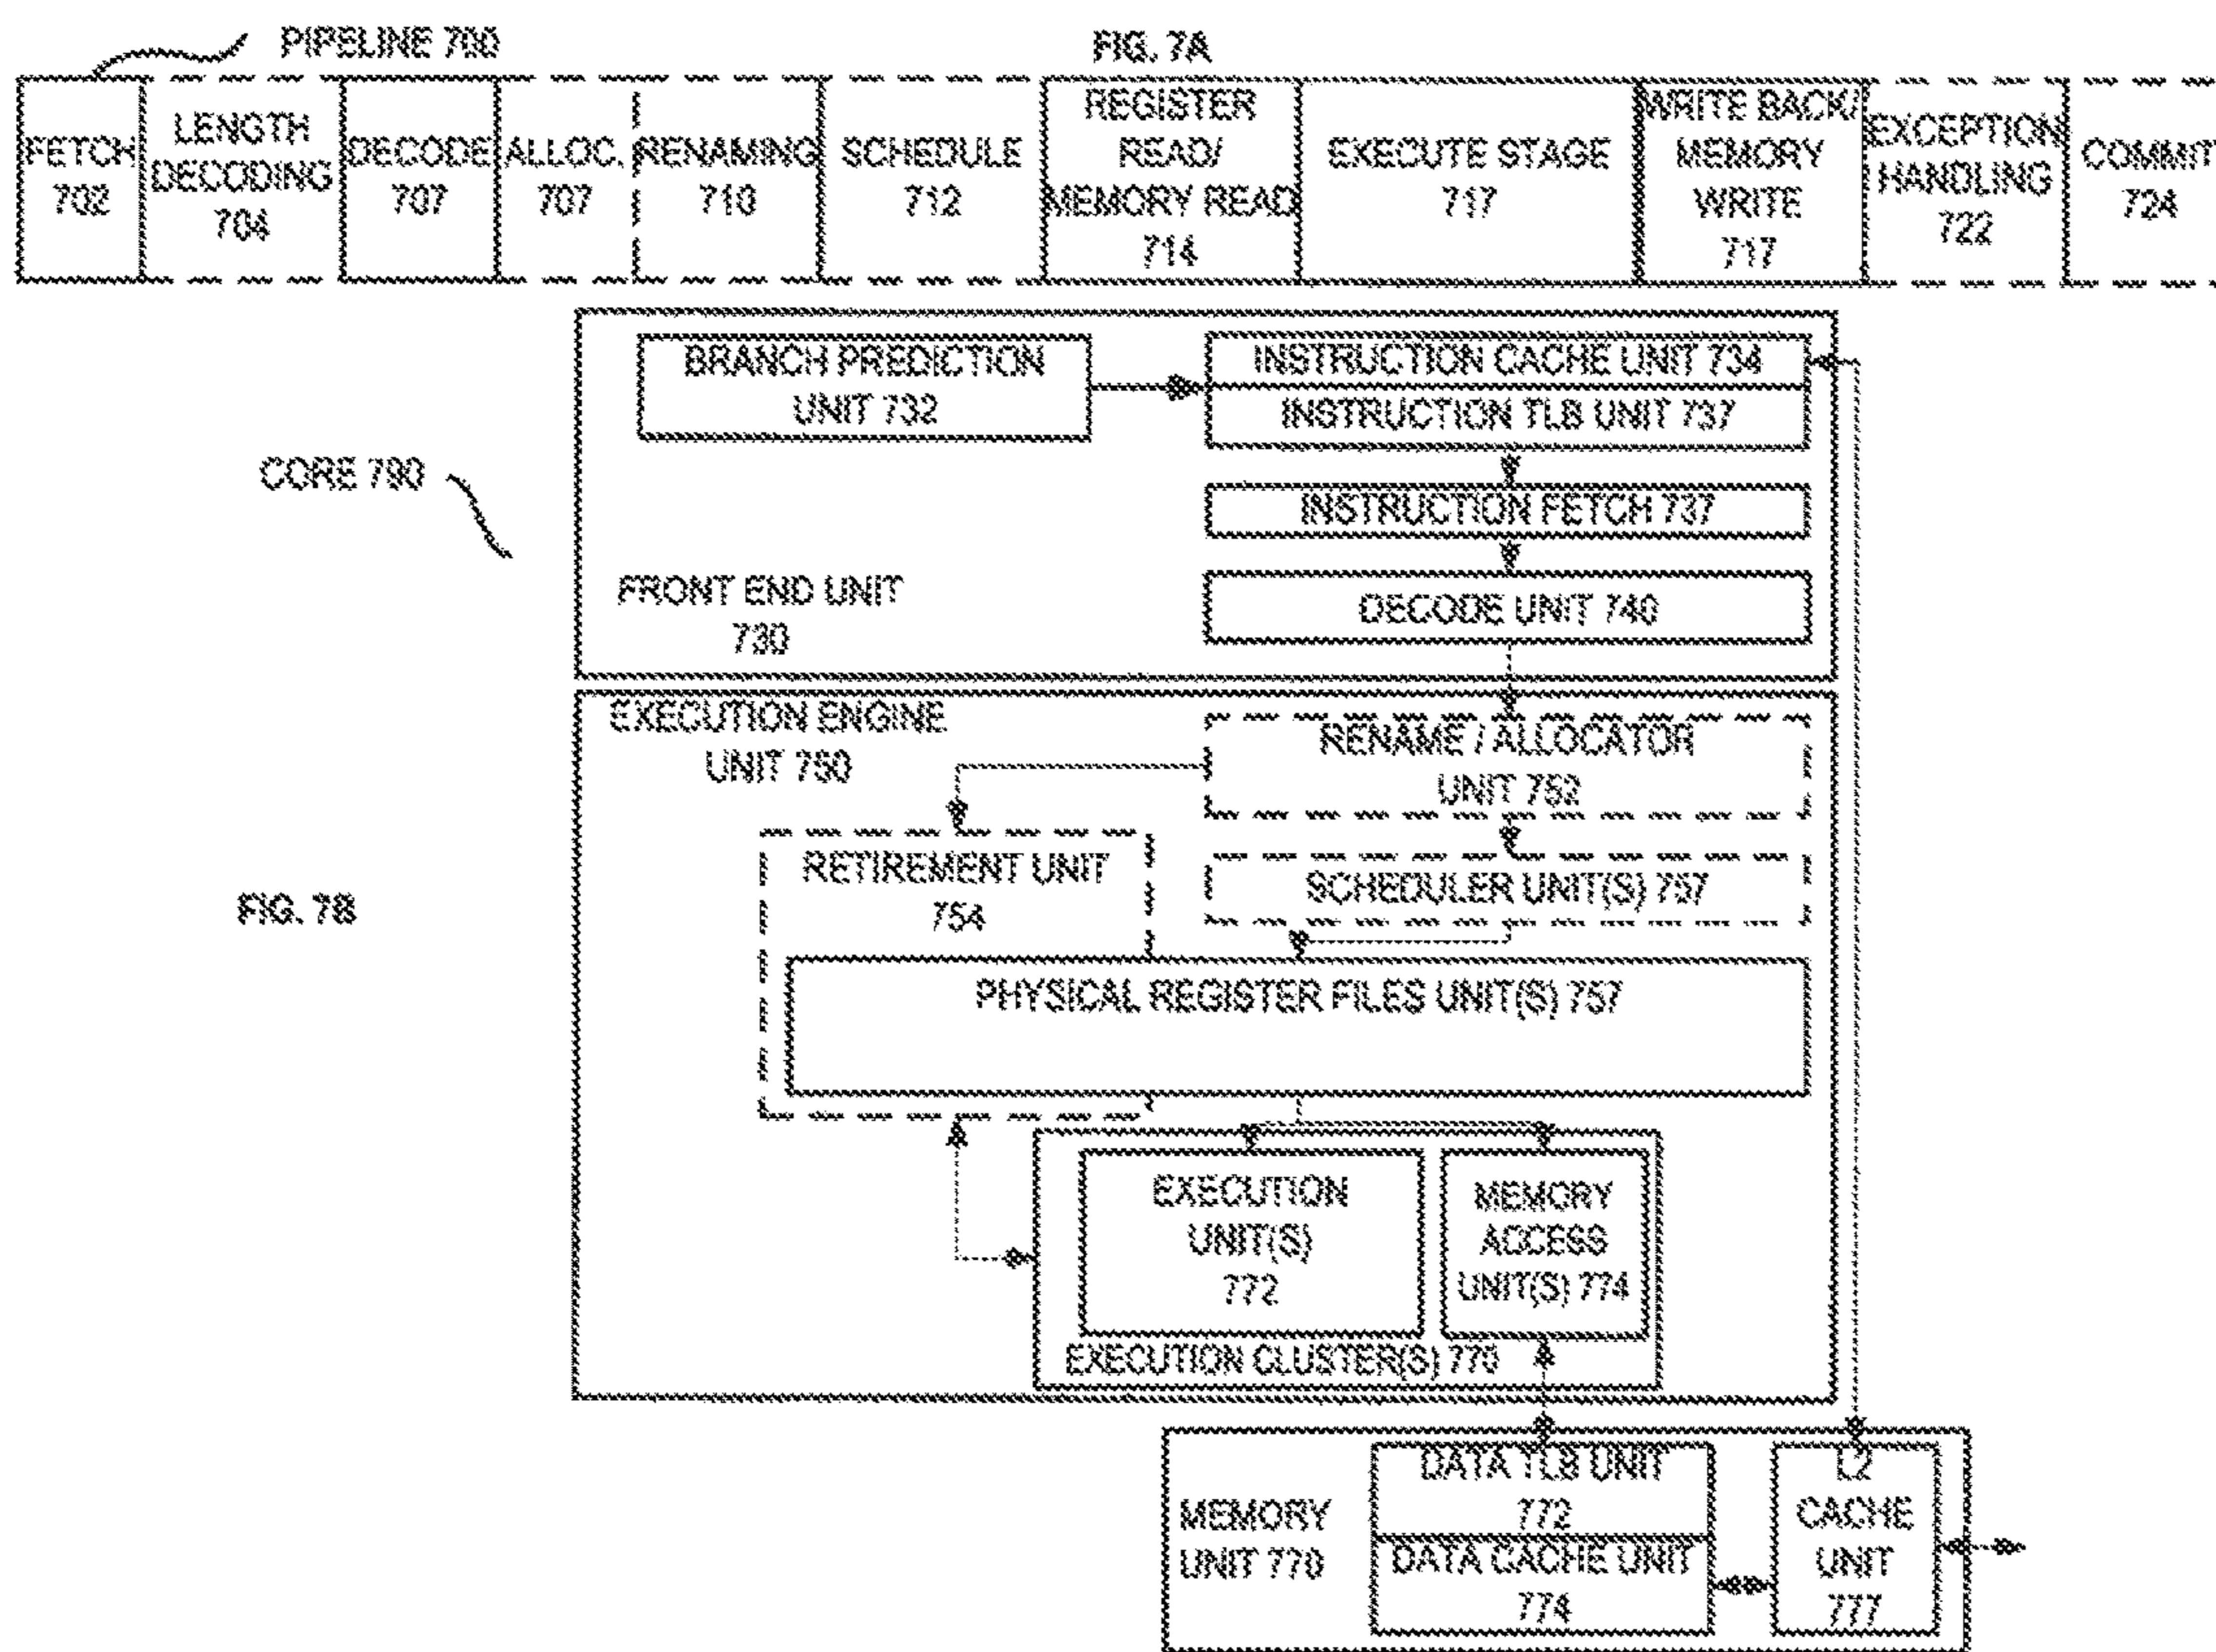 PIPELINE 700
FIG. 7A
FETCH
702
LENGTH
DECODING
704
DECODE
707
ALLOC.
707
RENAMING
710
SCHEDULE
712
REGISTER
READ/
MEMORY READ
714
EXECUTE STAGE
717
WRITE BACK/
MEMORY
WRITE
717
EXCEPTION
HANDLING
722
COMMIT
724
BRANCH PREDICTION
UNIT 732
INSTRUCTION CACHE UNIT 734
INSTRUCTION TLB UNIT 737
CORE 790
INSTRUCTION FETCH 737
FRONT END UNIT
730
DECODE UNIT 740
EXECUTION ENGINE
UNIT 750
RENAME / ALLOCATOR
UNIT 752
RETIREMENT UNIT
754
SCHEDULER UNIT(S) 757
FIG. 7B
PHYSICAL REGISTER FILES UNIT(S) 757
EXECUTION
UNIT(S)
772
MEMORY
ACCESS
UNIT(S) 774
EXECUTION CLUSTER(S) 770
MEMORY
UNIT 770
DATA TLB UNIT
772
DATA CACHE UNIT
774
L2
CACHE
UNIT
777